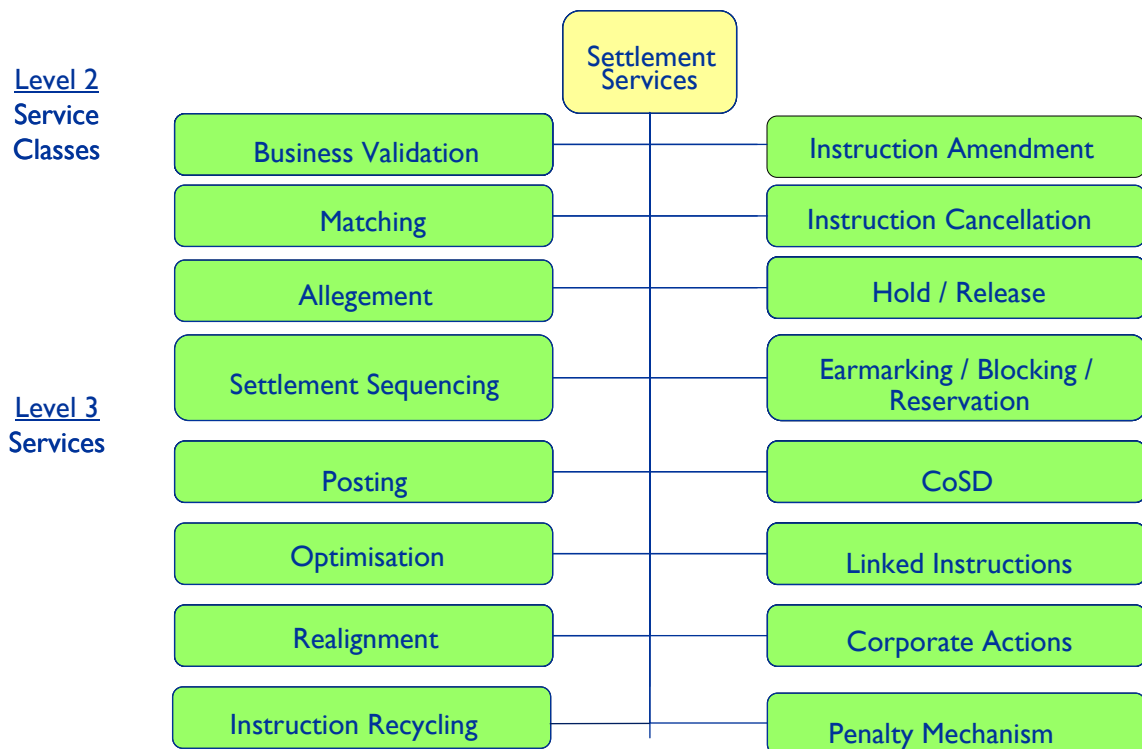 Settlement
Services
Level 2
Service
Classes
Business Validation
Instruction Amendment
Matching
Instruction Cancellation
Allegement
Hold / Release
Settlement Sequencing
Earmarking / Blocking /
Reservation
Level 3
Services
Posting
CoSD
Optimisation
Linked Instructions
Realignment
Corporate Actions
Instruction Recycling
Penalty Mechanism